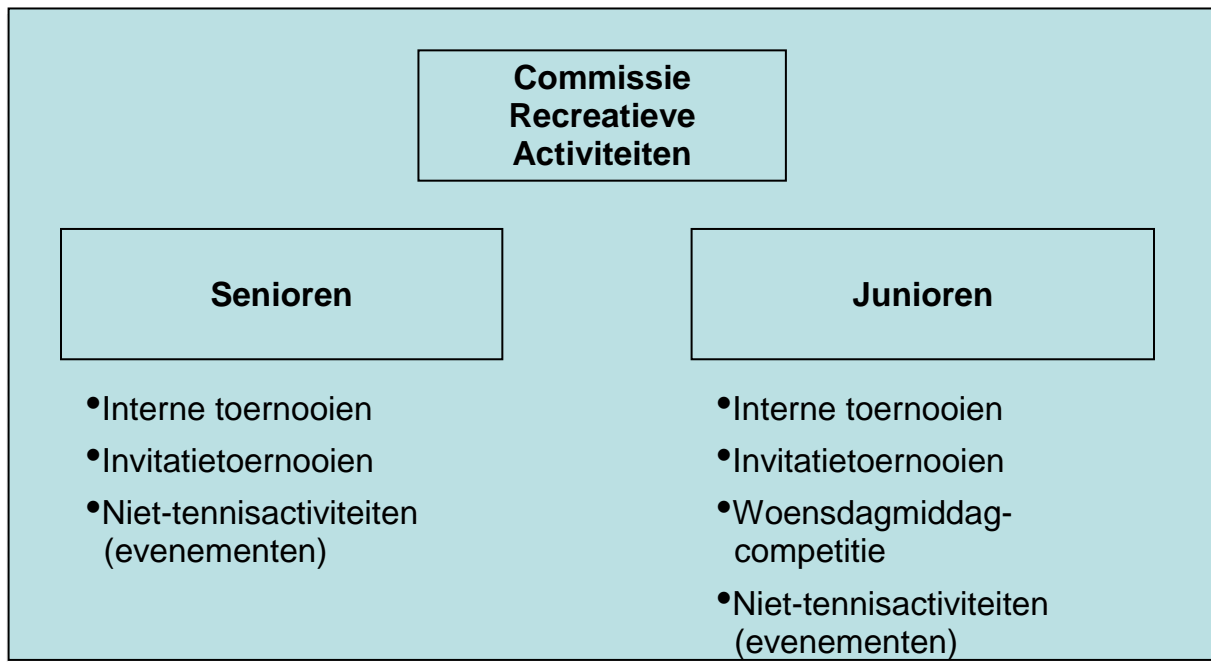 Commissie
Recreatieve
Activiteiten
Senioren
•Interne toernooien
•Invitatietoernooien
•Niet-tennisactiviteiten
(evenementen)
Junioren
•Interne toernooien
•Invitatietoernooien
•Woensdagmiddag-
competitie
•Niet-tennisactiviteiten
(evenementen)